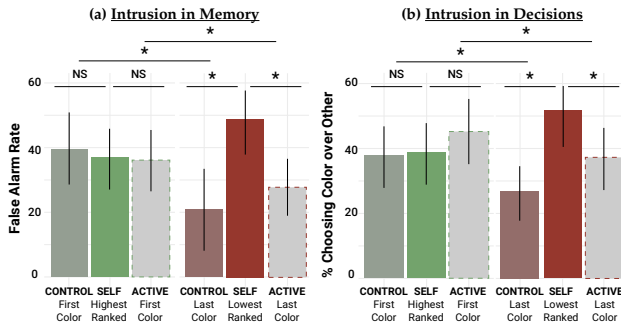 (a) Intrusion in Memory
*
*
NS
NS
*
*
False Alarm Rate
60
40
20
0
CONTROL SELF ACTIVE CONTROL SELF ACTIVE
First Highest First Last Lowest Last
Color Ranked Color Color Ranked Color
(b) Intrusion in Decisions
*
*
NS
NS
*
*
% Choosing Color over Other
60
40
20
0
CONTROL SELF ACTIVE CONTROL SELF ACTIVE
First Highest First Last Lowest Last
Color Ranked Color Color Ranked Color